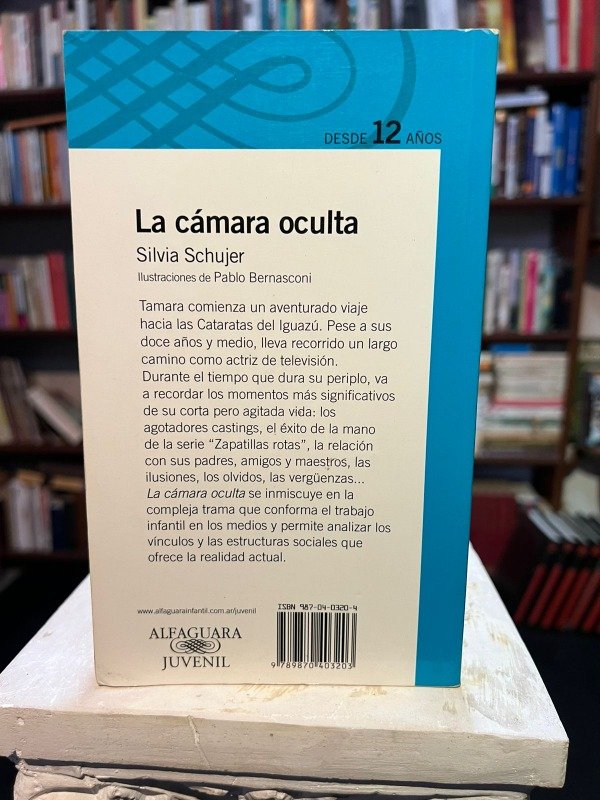 DESDE 12 AÑOS
La cámara oculta
Silvia Schujer
Ilustraciones de Pablo Bernasconi
Tamara comienza un aventurado viaje
hacia las Cataratas del Iguazú. Pese a sus
doce años y medio, lleva recorrido un largo
camino como actriz de televisión.
Durante el tiempo que dura su periplo, va
a recordar los momentos más significativos
de su corta pero agitada vida: los
agotadores castings, el éxito de la mano
de la serie “Zapatillas rotas”, la relación
con sus padres, amigos y maestros, las
ilusiones, los olvidos, las vergüenzas...
La cámara oculta se inmiscuye en la
compleja trama que conforma el trabajo
infantil en los medios y permite analizar los
vínculos y las estructuras sociales que
ofrece la realidad actual.
www.alfaguarainfantil.com.ar/juvenil
ALFAGUARA
JUVENIL
ISBN 987-04-0320-4
9 789870 403203